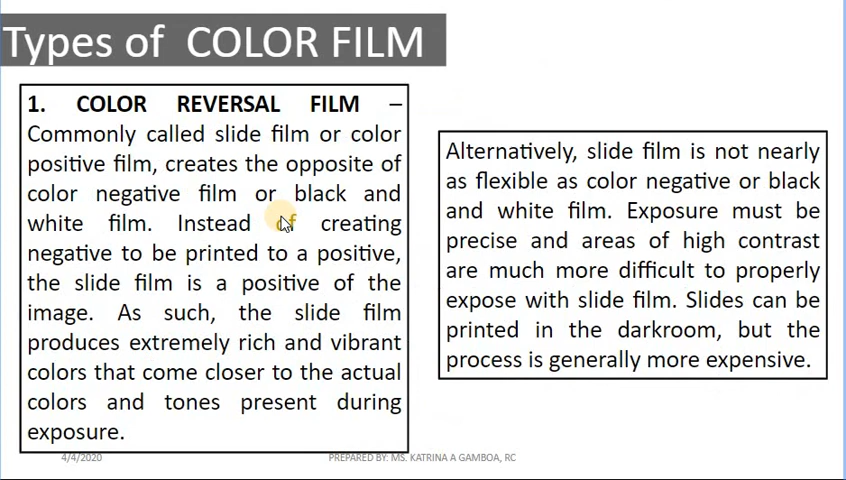 Types of COLOR FILM
1. COLOR REVERSAL FILM –
Commonly called slide film or color
positive film, creates the opposite of
color negative film or black and
white film. Instead of creating
negative to be printed to a positive,
the slide film is a positive of the
image. As such, the slide film
produces extremely rich and vibrant
colors that come closer to the actual
colors and tones present during
exposure.
Alternatively, slide film is not nearly
as flexible as color negative or black
and white film. Exposure must be
precise and areas of high contrast
are much more difficult to properly
expose with slide film. Slides can be
printed in the darkroom, but the
process is generally more expensive.
4/4/2020
PREPARED BY: MS. KATRINA A GAMBOA, RC